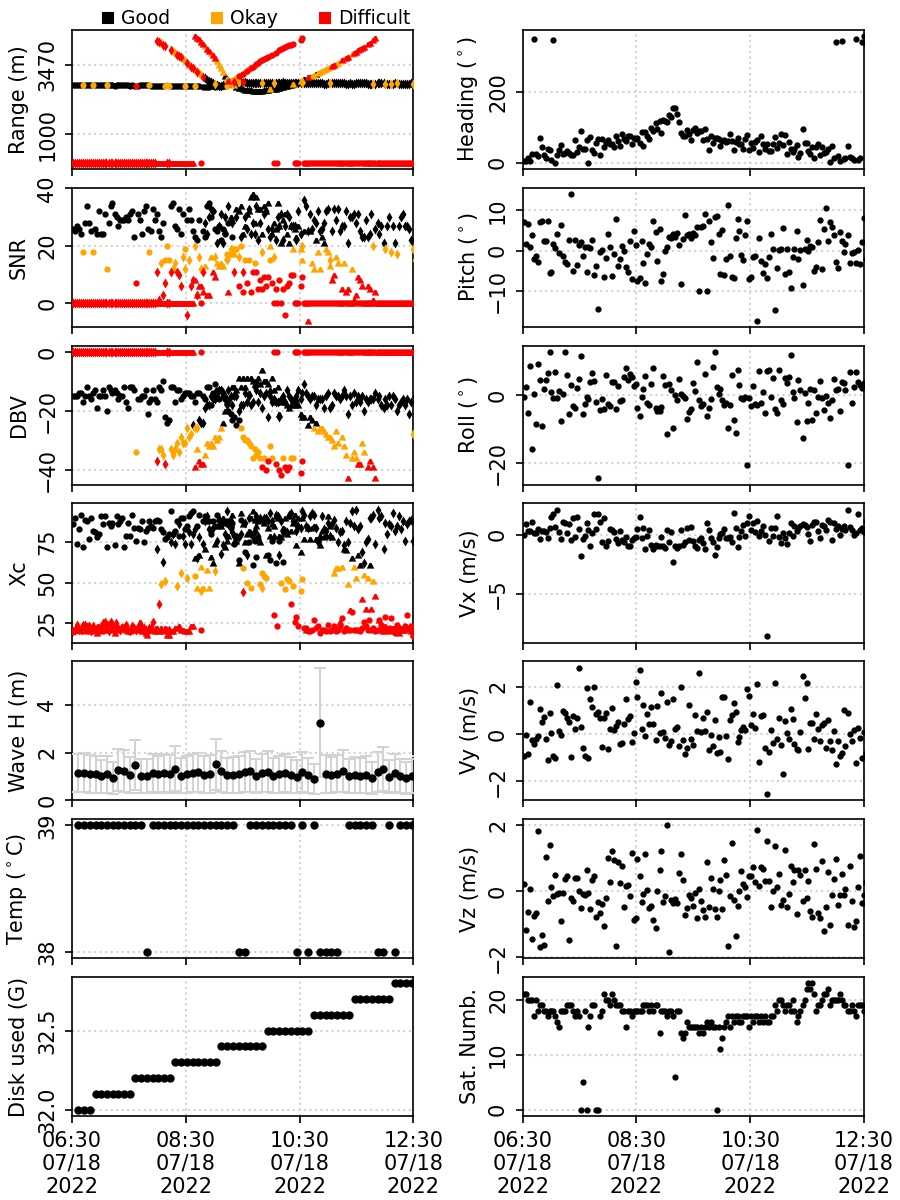 Good Okay Difficult
Range (m)
3470
1000
Heading (°)
200
0
SNR
40
20
0
Pitch (°)
10
0
−10
DBV
0
−20
−40
Roll (°)
0
−20
Xc
75
50
25
Vx (m/s)
0
−5
Wave H (m)
4
2
0
Vy (m/s)
2
0
−2
Temp (°C)
39
38
Vz (m/s)
2
0
−2
Disk used (G)
32.5
32.0
Sat. Numb.
20
10
0
06:30 08:30 10:30 12:30 06:30 08:30 10:30 12:30
07/18 07/18 07/18 07/18 07/18 07/18 07/18 07/18
2022 2022 2022 2022 2022 2022 2022 2022